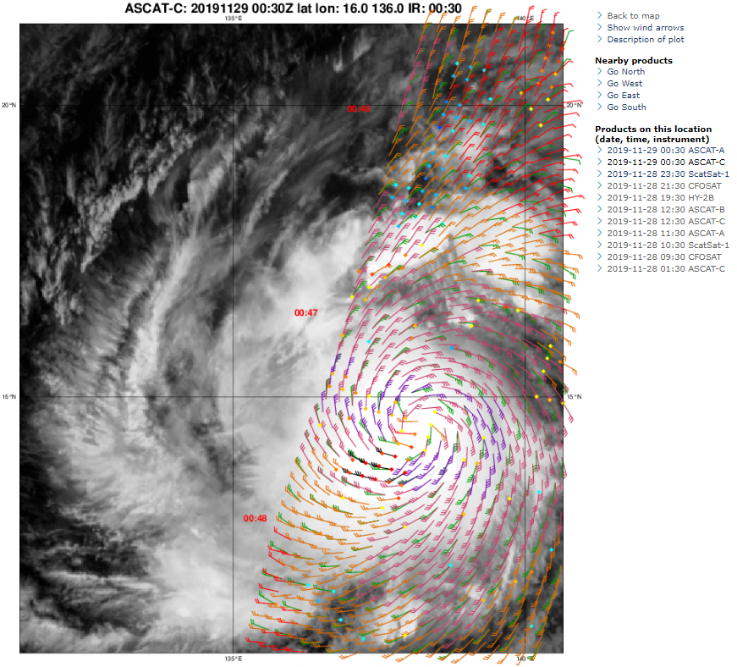 ASCAT-C: 20191129 00:30Z lat lon: 16.0 136.0 IR: 00:30
135°E
140°E
20°N
20°N
00:47
15°N
15°N
00:48
135°E
140°E
Back to map
Show wind arrows
Description of plot
Nearby products
Go North
Go West
Go East
Go South
Products on this location
(date, time, instrument)
2019-11-29 00:30 ASCAT-A
2019-11-29 00:30 ASCAT-C
2019-11-28 23:30 ScatSat-1
2019-11-28 21:30 CFOSAT
2019-11-28 19:30 HY-2B
2019-11-28 12:30 ASCAT-B
2019-11-28 12:30 ASCAT-C
2019-11-28 11:30 ASCAT-A
2019-11-28 10:30 ScatSat-1
2019-11-28 09:30 CFOSAT
2019-11-28 01:30 ASCAT-C